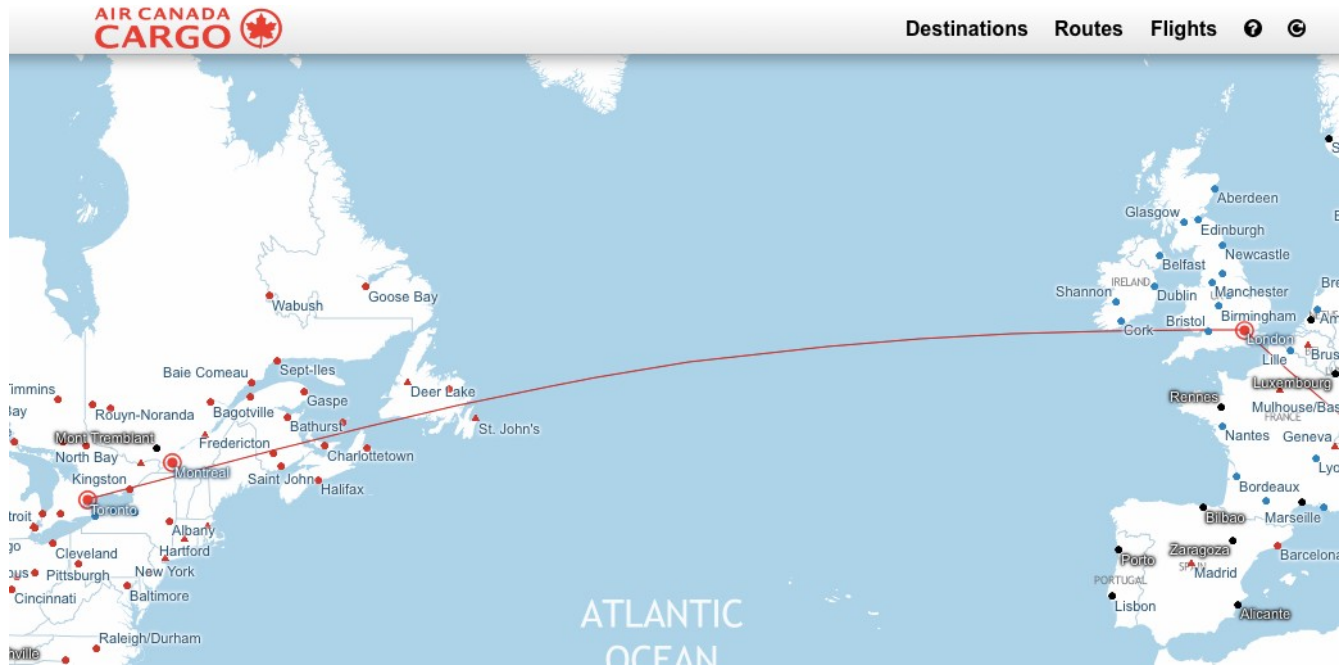 AIR CANADA
CARGO
Destinations Routes Flights
Aberdeen
Glasgow
Edinburgh
Newcastle
Belfast
IRELAND
Manchester
Shannon
Dublin
Birmingham
Bristol
Cork
London
Lille
Luxembourg
Rennes
Mulhouse/Bas
FRANCE
Nantes
Geneva
Bordeaux
Marseille
Bilbao
Zaragoza
Porto
Barcelona
SPAIN
Madrid
PORTUGAL
Lisbon
Alicante
Goose Bay
Wabush
Sept-Iles
Baie Comeau
Deer Lake
Gaspe
Rouyn-Noranda
Bagotville
Bathurst
St. John's
Mont Tremblant
Fredericton
North Bay
Charlottetown
Montreal
Kingston
Saint John
Halifax
Toronto
Albany
Cleveland
Hartford
Pittsburgh
New York
Cincinnati
Baltimore
Raleigh/Durham
ATLANTIC
OCEAN